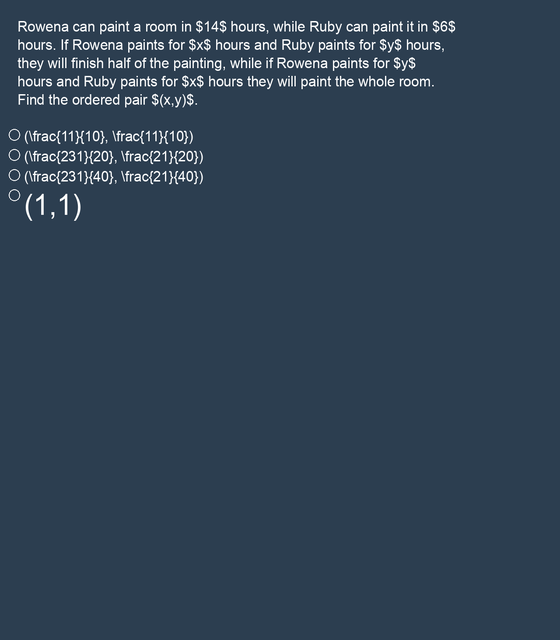 Rowena can paint a room in $14$ hours, while Ruby can paint it in $6$
hours. If Rowena paints for $x$ hours and Ruby paints for $y$ hours,
they will finish half of the painting, while if Rowena paints for $y$
hours and Ruby paints for $x$ hours they will paint the whole room.
Find the ordered pair $(x,y)$.
(\frac{11}{10}, \frac{11}{10})
(\frac{231}{20}, \frac{21}{20})
(\frac{231}{40}, \frac{21}{40})
(1,1)